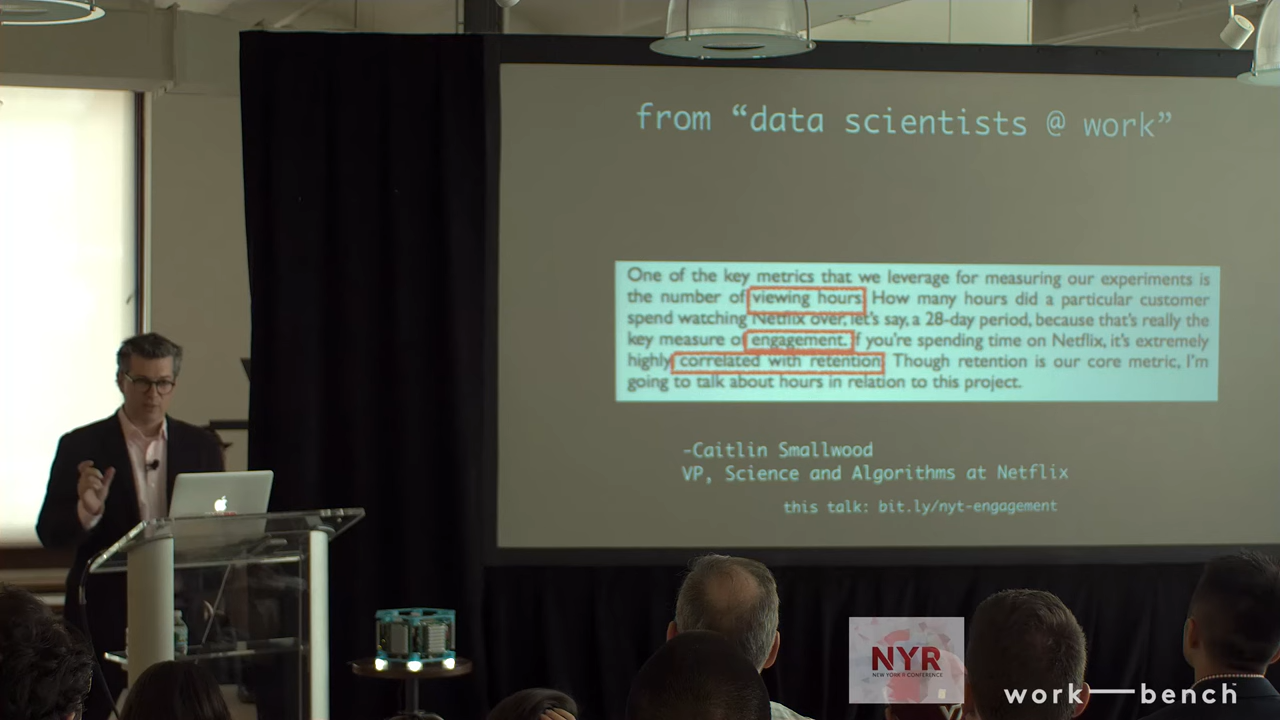 from “data scientists @ work”
One of the key metrics that we leverage for measuring our experiments is
the number of viewing hours. How many hours did a particular customer
spend watching Netflix over, let's say, a 28-day period, because that's really the
key measure of engagement. If you're spending time on Netflix, it's extremely
highly correlated with retention. Though retention is our core metric, I'm
going to talk about hours in relation to this project.
-Caitlin Smallwood
VP, Science and Algorithms at Netflix
this talk: bit.ly/nyt-engagement
NYR
NEW YORK R CONFERENCE
work—bench